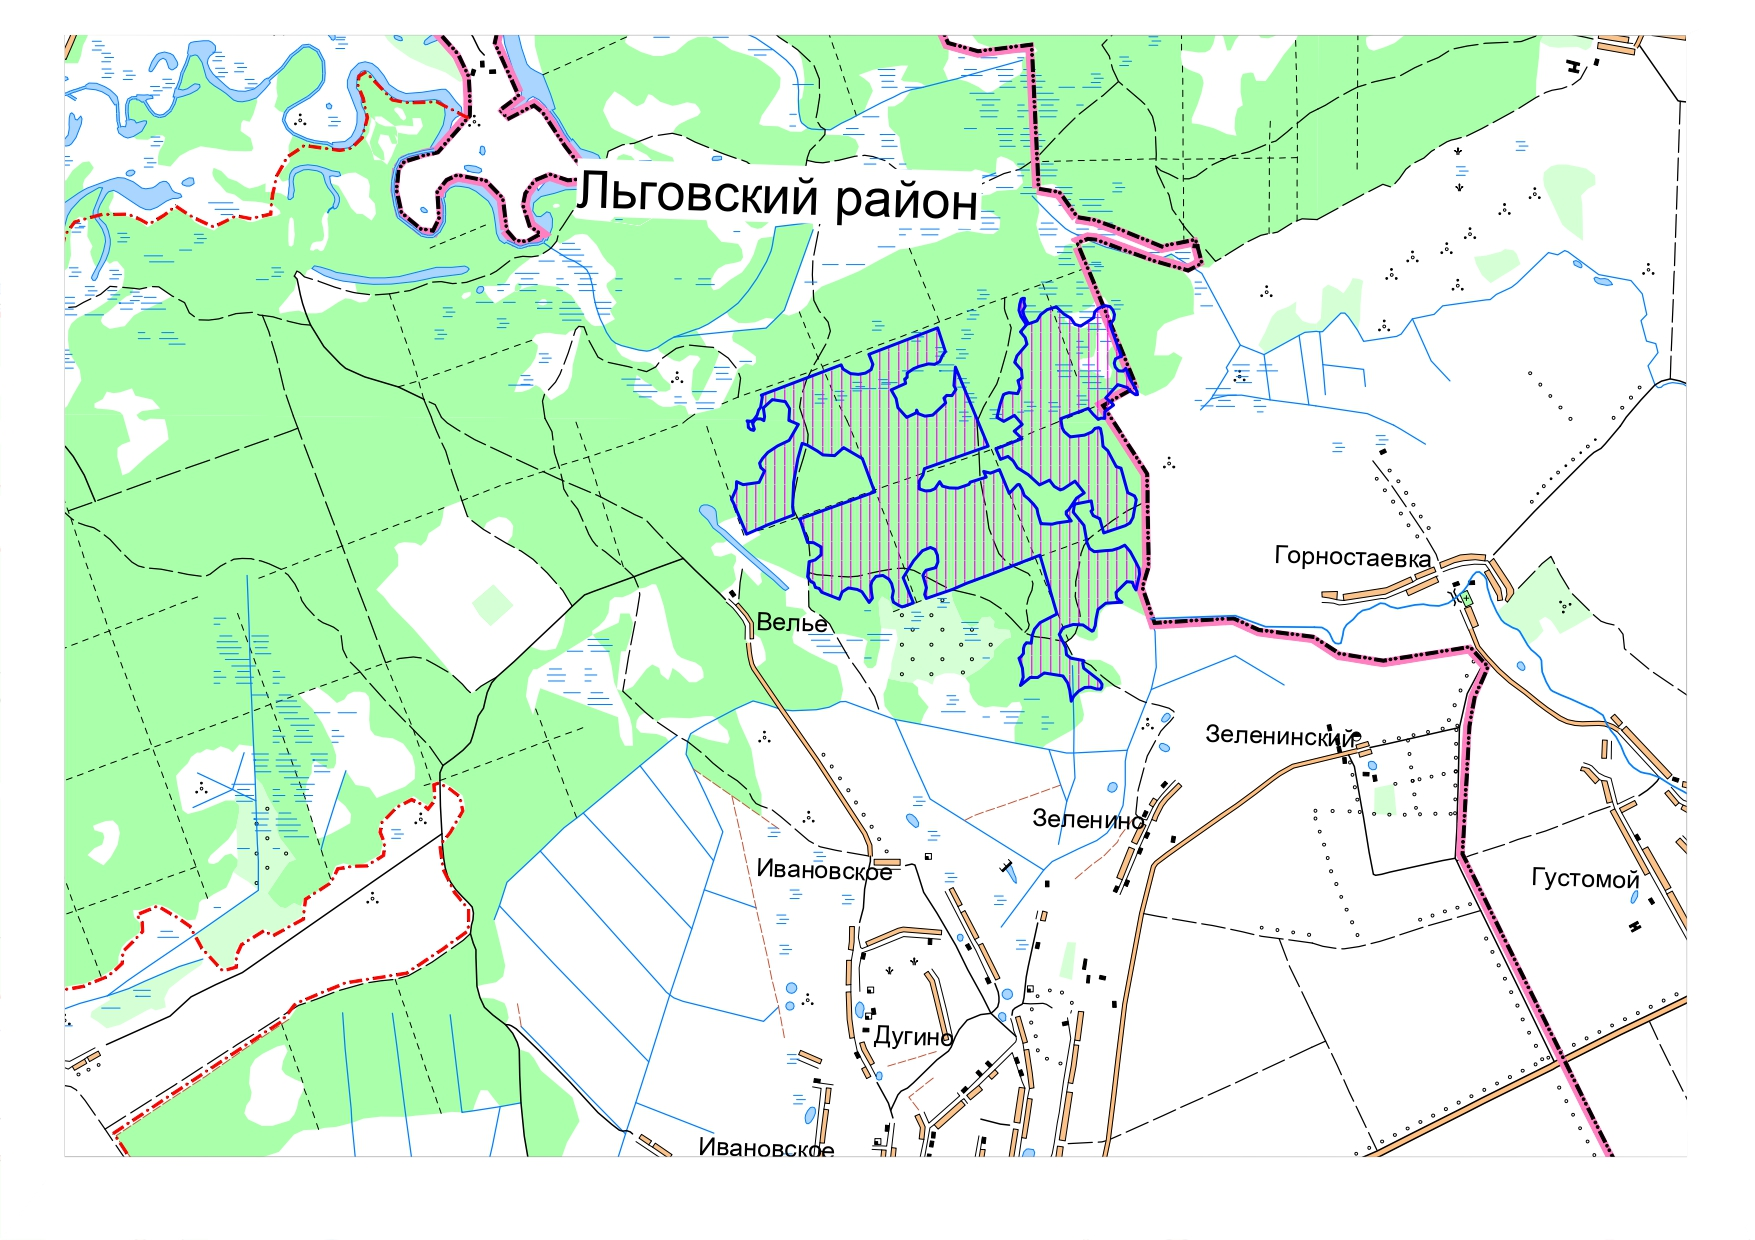 Льговский район
Горностаевка
Велье
Зеленинский
Зеленино
Ивановское
Густомой
Дугино
Ивановское